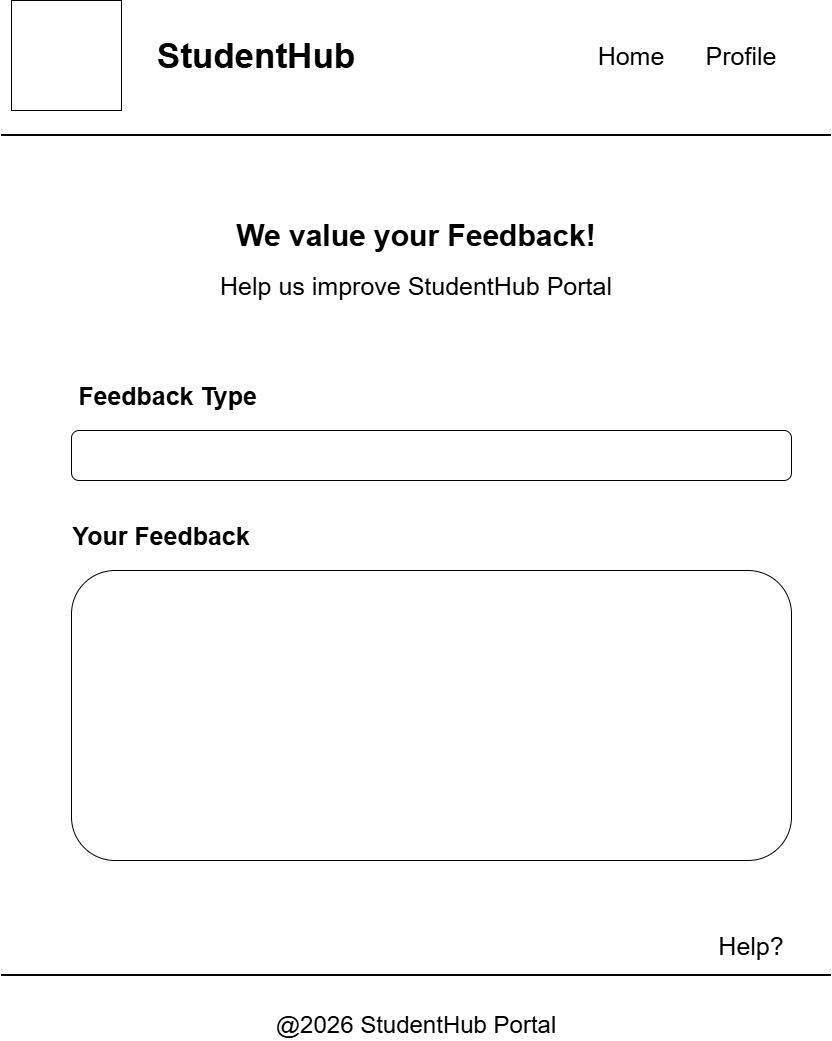 StudentHub Home Profile
We value your Feedback!
Help us improve StudentHub Portal
Feedback Type
Your Feedback
Help?
@2026 StudentHub Portal